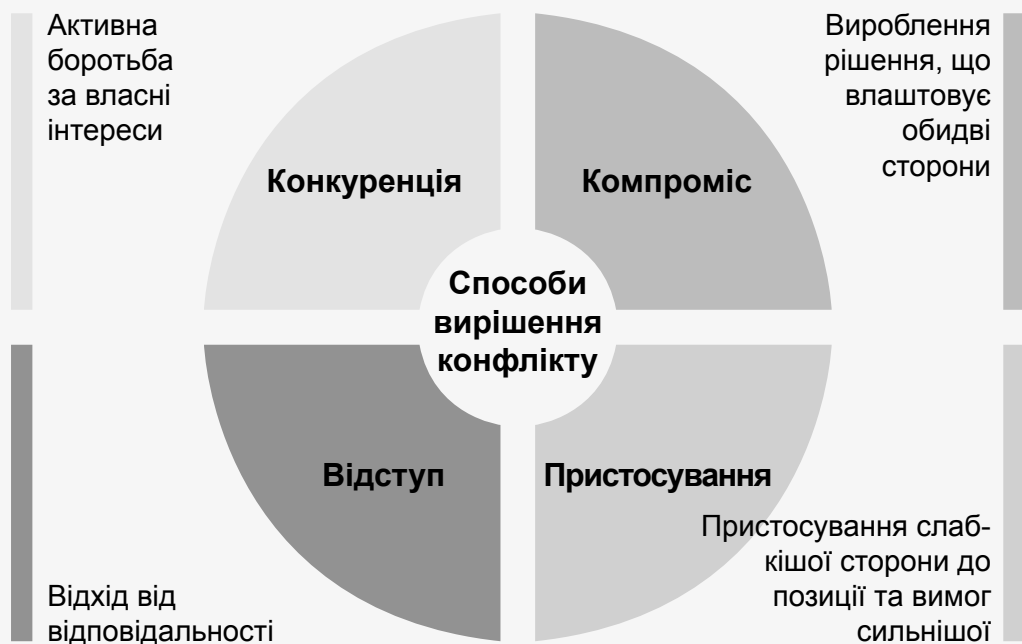 Активна
боротьба
за власні
інтереси
Конкуренція
Компроміс
Вироблення
рішення, що
влаштовує
обидві
сторони
Способи
вирішення
конфлікту
Відступ
Відхід від
відповідальності
Пристосування
Пристосування слаб-
кішої сторони до
позиції та вимог
сильнішої